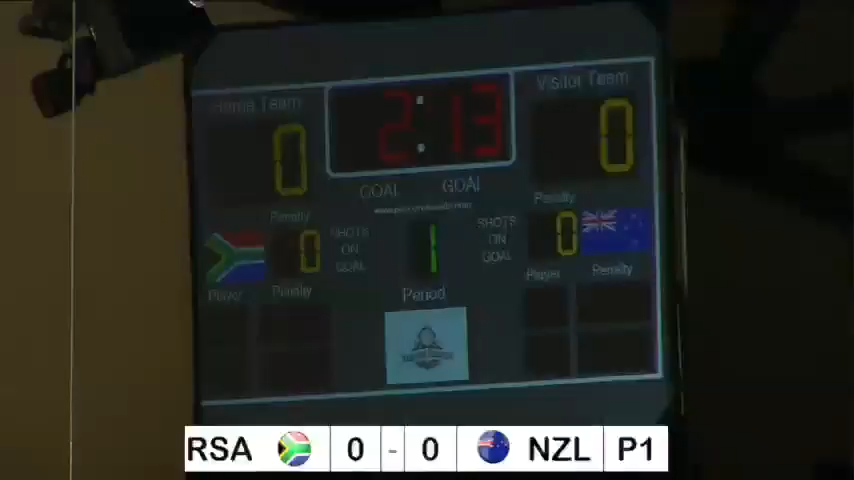 Home Team
2:13
Visitor Team
0
0
GOAL
GOAL
Penalty
Penalty
0
SHOTS
ON
GOAL
1
SHOTS
ON
GOAL
0
Player
Penalty
Period
Player
Penalty
RSA 0 - 0 NZL P1